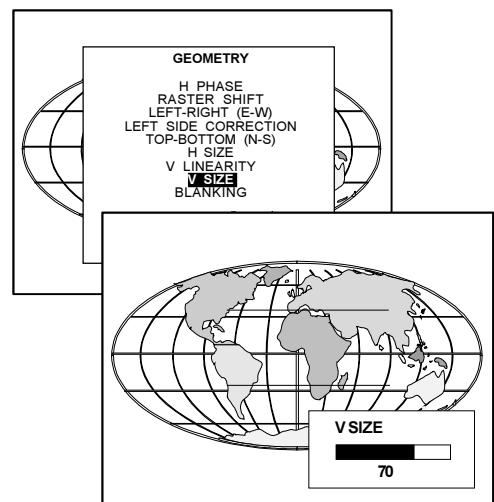 GEOMETRY
H PHASE
RASTER SHIFT
LEFT-RIGHT (E-W)
LEFT SIDE CORRECTION
TOP-BOTTOM (N-S)
H SIZE
V LINEARITY
V SIZE
BLANKING
V SIZE
70